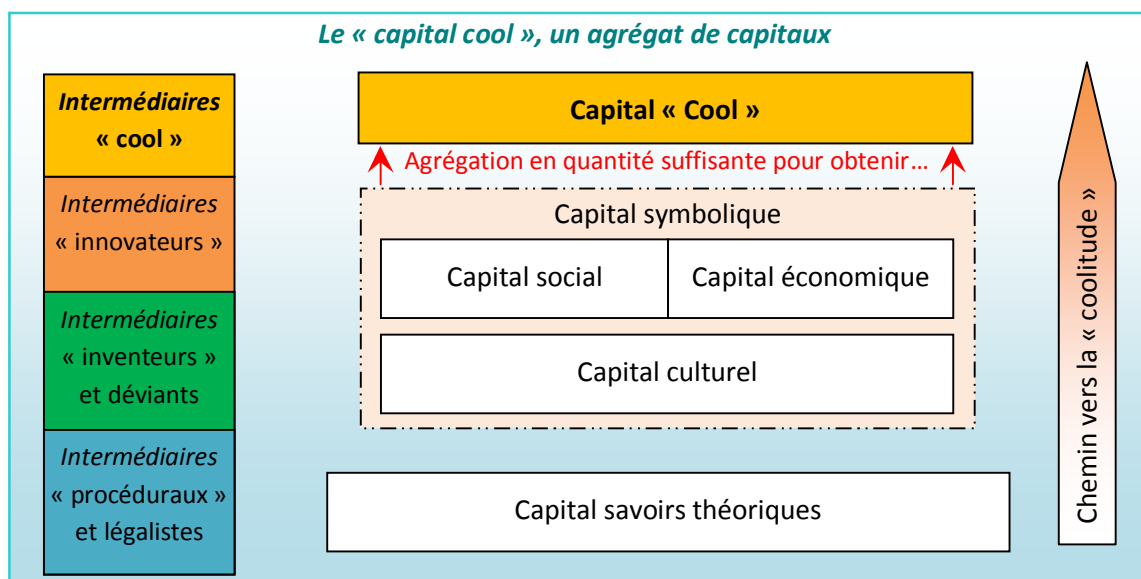 Le « capital cool », un agrégat de capitaux
Intermédiaires
« cool »
Intermédiaires
« innovateurs »
Intermédiaires
« inventeurs »
et déviants
Intermédiaires
« procéduraux »
et légalistes
Capital « Cool »
Agrégation en quantité suffisante pour obtenir…
Capital symbolique
Capital social
Capital économique
Capital culturel
Capital savoirs théoriques
Chemin vers la « coolitude »